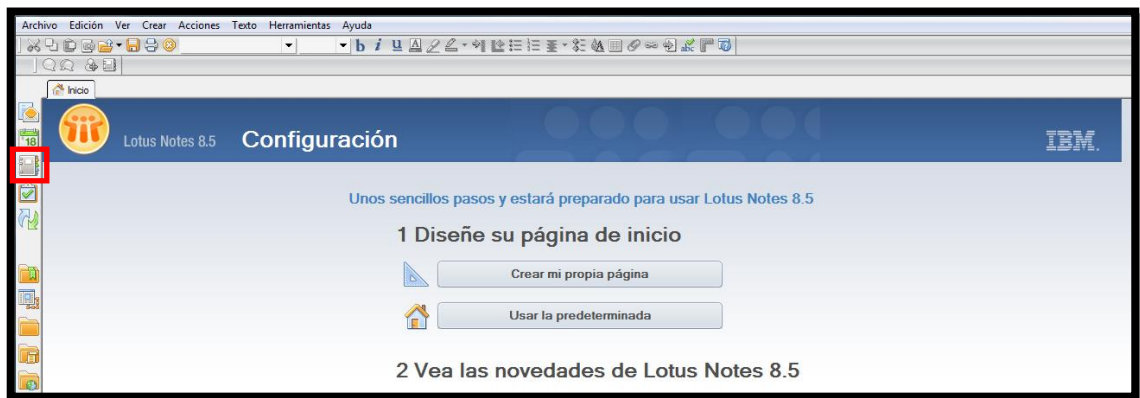 Archivo Edición Ver Crear Acciones Texto Herramientas Ayuda
b i u A
abc
Inicio
18
Lotus Notes 8.5 Configuración IBM.
Unos sencillos pasos y estará preparado para usar Lotus Notes 8.5
1 Diseñe su página de inicio
Crear mi propia página
Usar la predeterminada
2 Vea las novedades de Lotus Notes 8.5